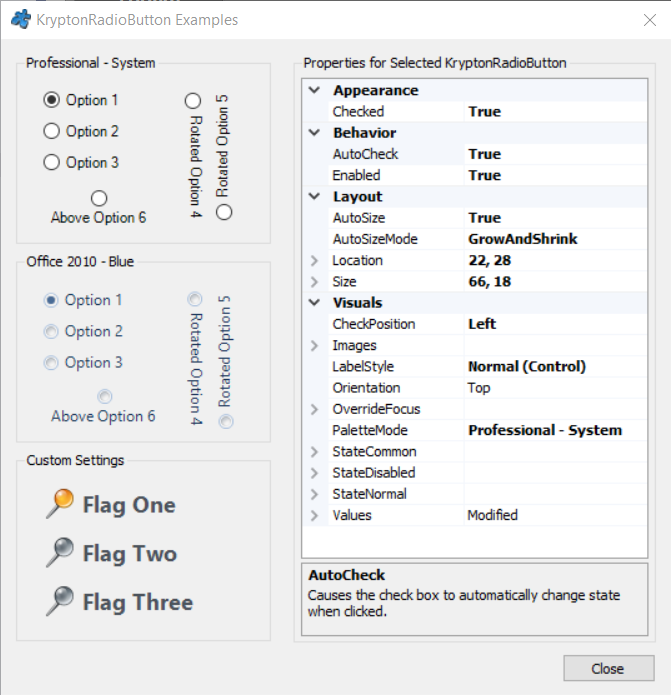 KryptonRadioButton Examples
Professional - System
Option 1
Option 2
Option 3
Rotated Option 4
Rotated Option 5
Above Option 6
Office 2010 - Blue
Option 1
Option 2
Option 3
Rotated Option 4
Rotated Option 5
Above Option 6
Custom Settings
Flag One
Flag Two
Flag Three
Properties for Selected KryptonRadioButton
Appearance
Checked True
Behavior
AutoCheck True
Enabled True
Layout
AutoSize True
AutoSizeMode GrowAndShrink
Location 22, 28
Size 66, 18
Visuals
CheckPosition Left
Images
LabelStyle Normal (Control)
Orientation Top
OverrideFocus
PaletteMode Professional - System
StateCommon
StateDisabled
StateNormal
Values Modified
AutoCheck
Causes the check box to automatically change state
when clicked.
Close